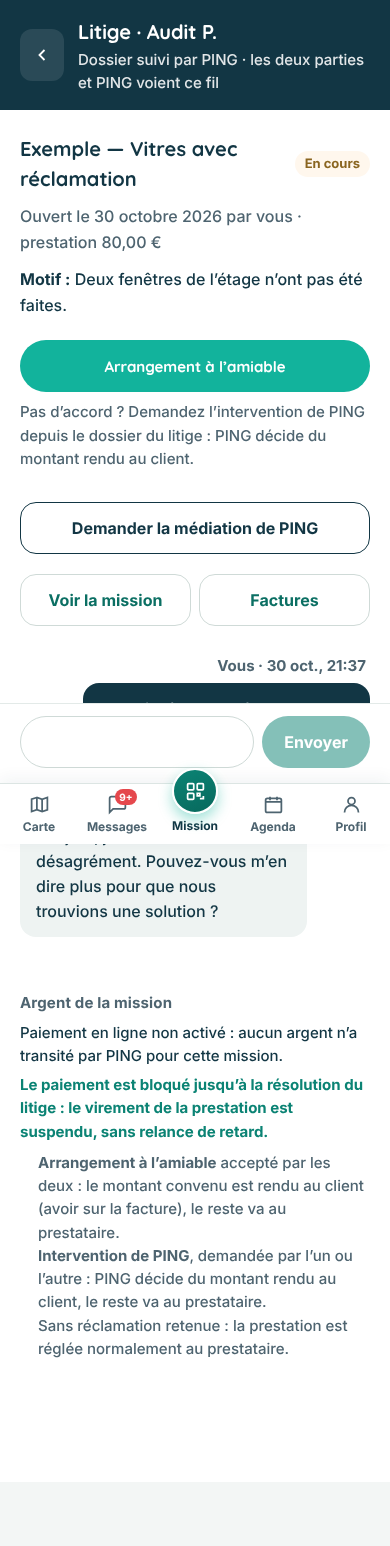 Litige · Audit P.
Dossier suivi par PING · les deux parties
et PING voient ce fil
Exemple — Vitres avec
réclamation
En cours
Ouvert le 30 octobre 2026 par vous ·
prestation 80,00 €
Motif : Deux fenêtres de l’étage n’ont pas été
faites.
Arrangement à l’amiable
Pas d’accord ? Demandez l’intervention de PING
depuis le dossier du litige : PING décide du
montant rendu au client.
Demander la médiation de PING
Voir la mission
Factures
Vous · 30 oct., 21:37
Envoyer
Carte
9+
Messages
Mission
Agenda
Profil
désagrément. Pouvez-vous m’en
dire plus pour que nous
trouvions une solution ?
Argent de la mission
Paiement en ligne non activé : aucun argent n’a
transité par PING pour cette mission.
Le paiement est bloqué jusqu’à la résolution du
litige : le virement de la prestation est
suspendu, sans relance de retard.
Arrangement à l’amiable accepté par les
deux : le montant convenu est rendu au client
(avoir sur la facture), le reste va au
prestataire.
Intervention de PING, demandée par l’un ou
l’autre : PING décide du montant rendu au
client, le reste va au prestataire.
Sans réclamation retenue : la prestation est
réglée normalement au prestataire.